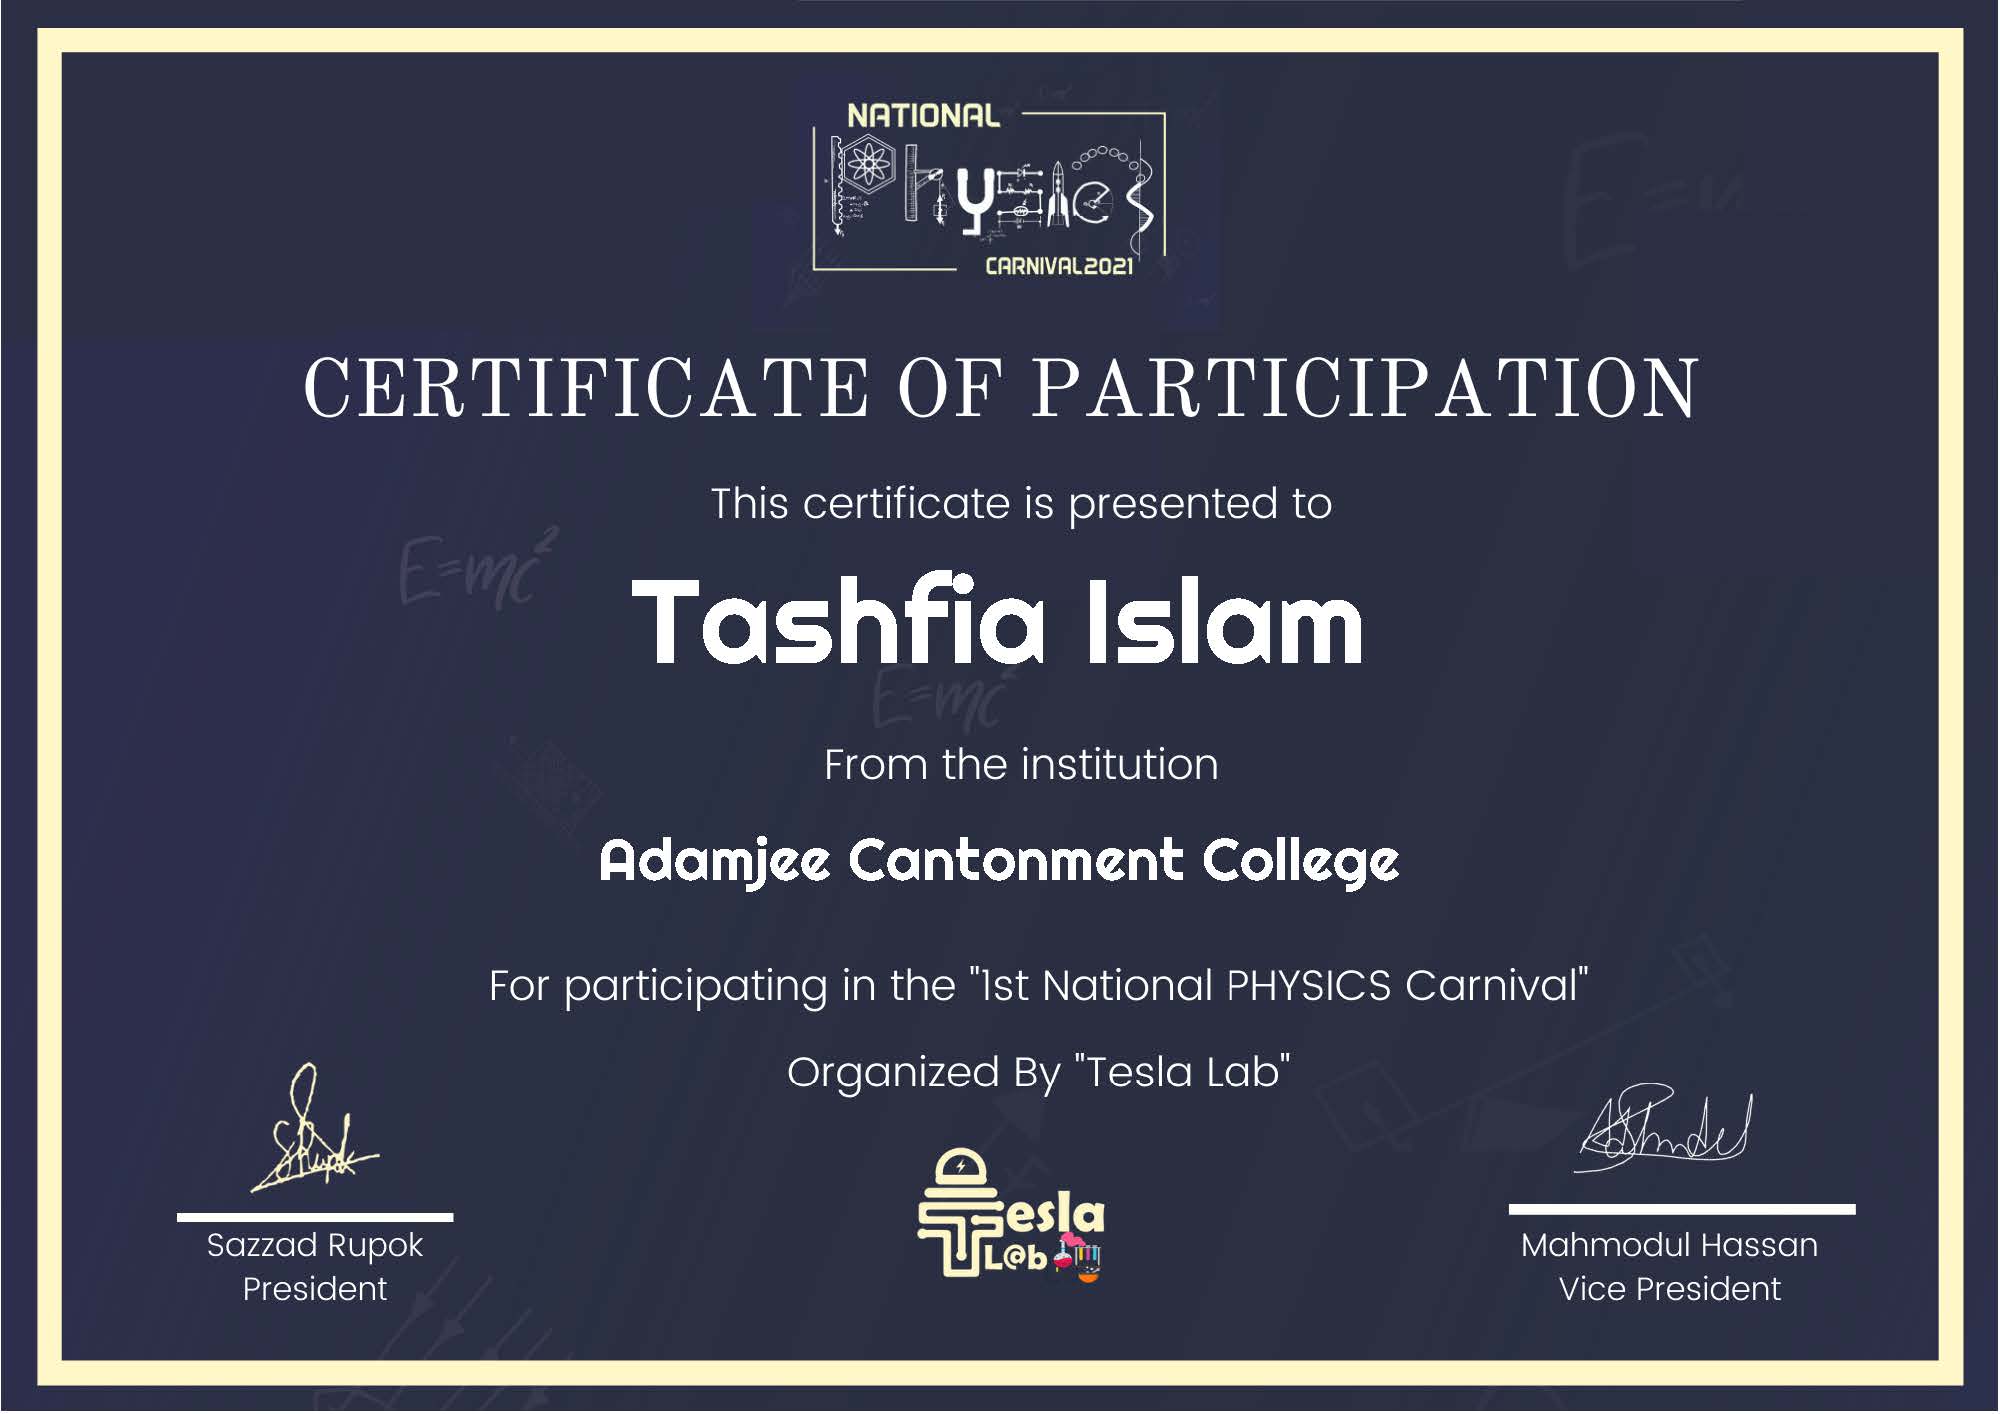 NATIONAL
PHYSICS
CARNIVAL2021
CERTIFICATE OF PARTICIPATION
This certificate is presented to
E=mc²
Tashfia Islam
E=mc²
From the institution
Adamjee Cantonment College
For participating in the "1st National PHYSICS Carnival"
Organized By "Tesla Lab"
Tesla
L@b
Sazzad Rupok
President
Mahmodul Hassan
Vice President